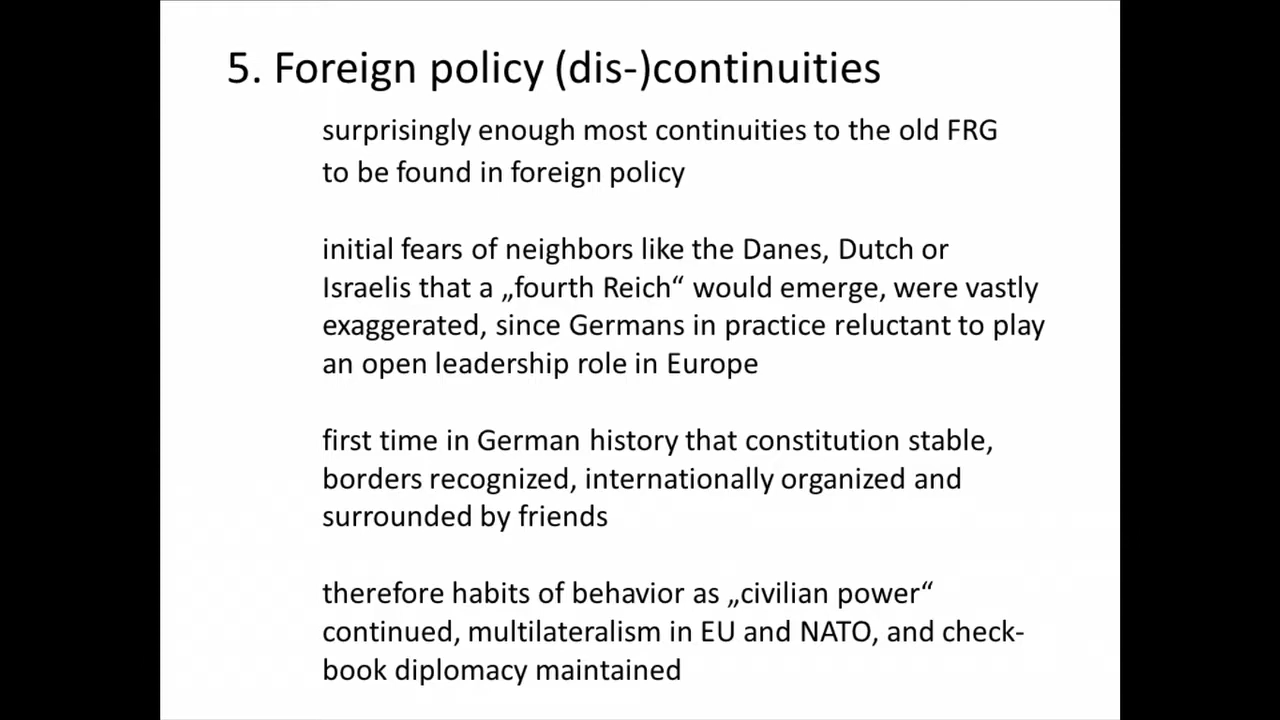 5. Foreign policy (dis-)continuities
surprisingly enough most continuities to the old FRG
to be found in foreign policy
initial fears of neighbors like the Danes, Dutch or
Israelis that a „fourth Reich“ would emerge, were vastly
exaggerated, since Germans in practice reluctant to play
an open leadership role in Europe
first time in German history that constitution stable,
borders recognized, internationally organized and
surrounded by friends
therefore habits of behavior as „civilian power“
continued, multilateralism in EU and NATO, and check-
book diplomacy maintained